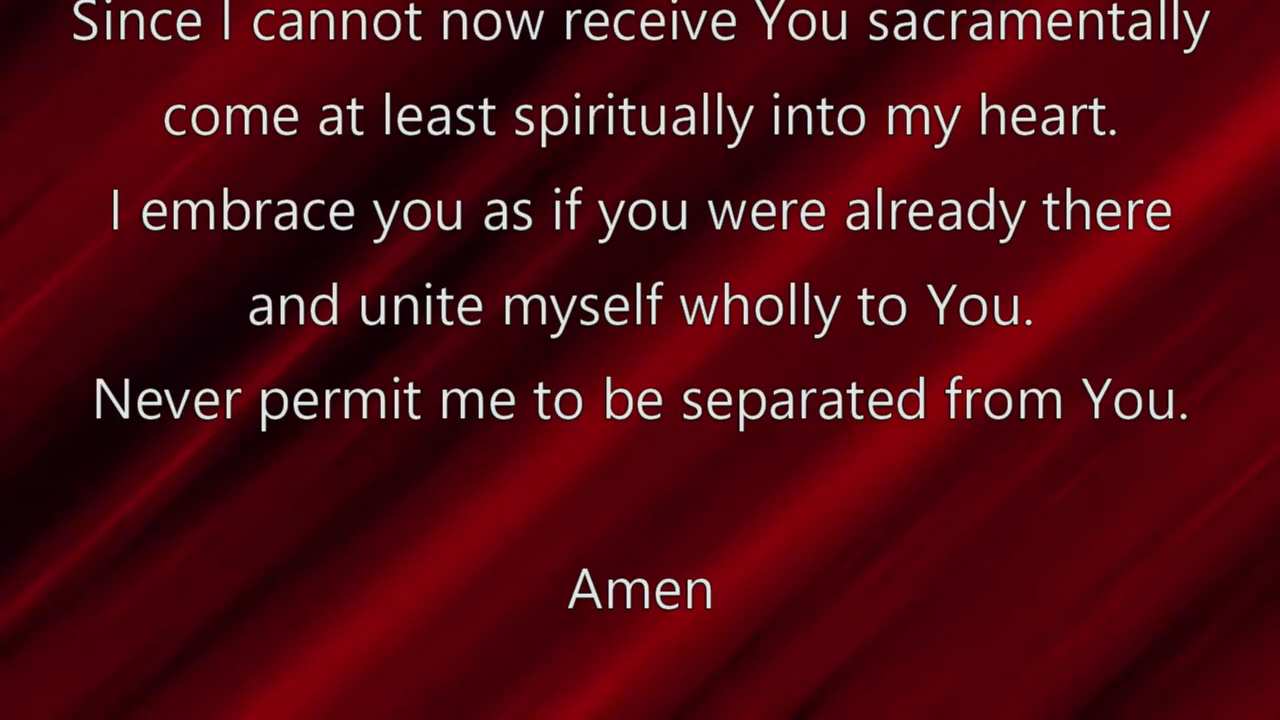 Since I cannot now receive You sacramentally
come at least spiritually into my heart.
I embrace you as if you were already there
and unite myself wholly to You.
Never permit me to be separated from You.
Amen